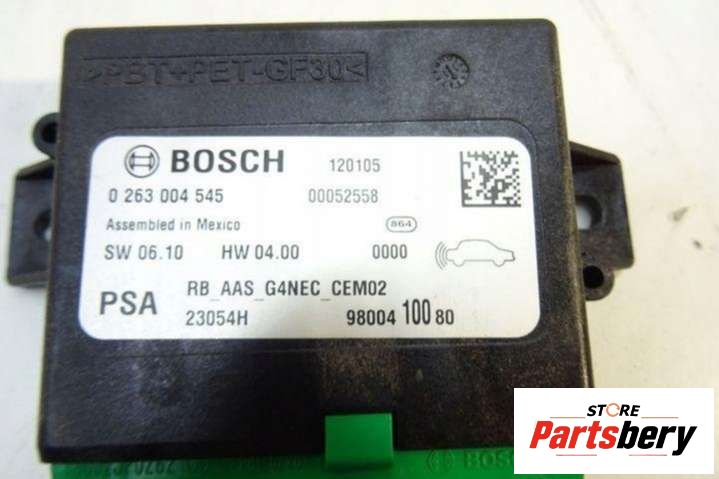 >PBT+PET-GF30<
BOSCH 120105
0 263 004 545 00052558
Assembled in Mexico 864
SW 06.10 HW 04.00 0000
PSA RB_AAS_G4NEC_CEM02
23054H 98004 100 80
BOSCH
STORE
Partsbery